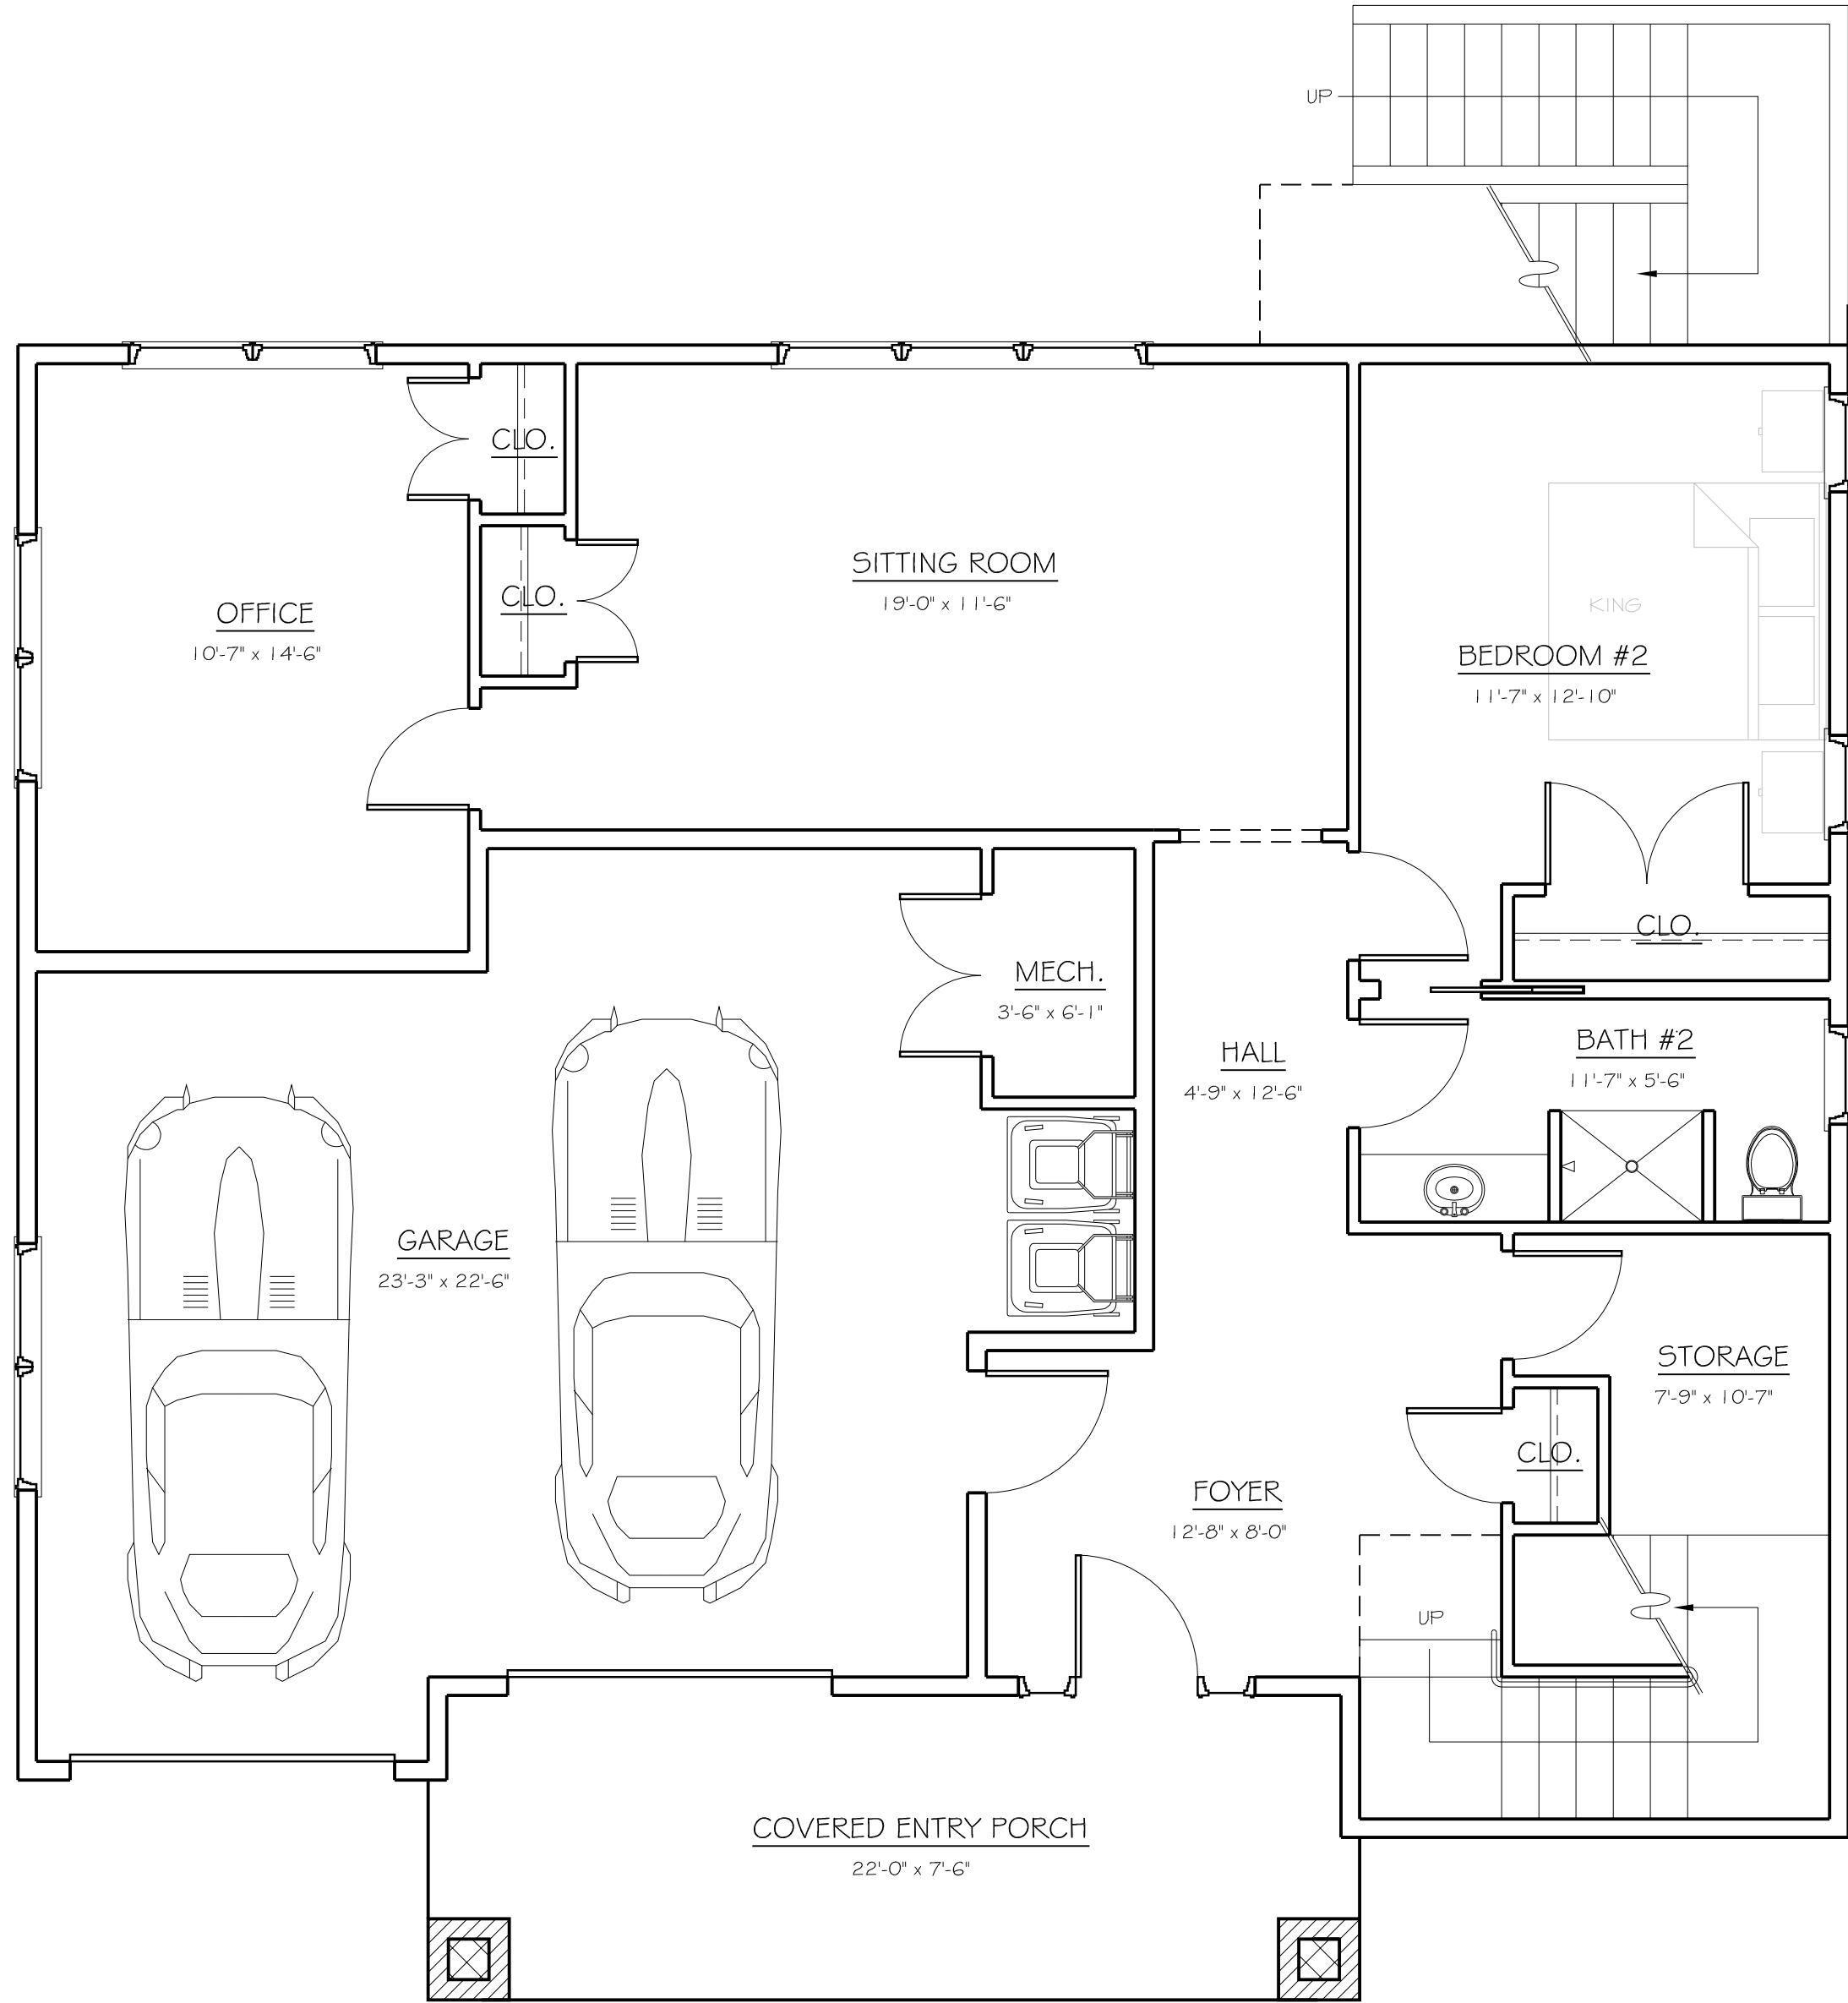 UP
CLO.
CLO.
SITTING ROOM
19'-0" x 11'-6"
OFFICE
10'-7" x 14'-6"
KING
BEDROOM #2
11'-7" x 12'-10"
CLO.
MECH.
3'-6" x 6'-1"
HALL
4'-9" x 12'-6"
BATH #2
11'-7" x 5'-6"
GARAGE
23'-3" x 22'-6"
STORAGE
7'-9" x 10'-7"
CLO.
FOYER
12'-8" x 8'-0"
UP
COVERED ENTRY PORCH
22'-0" x 7'-6"